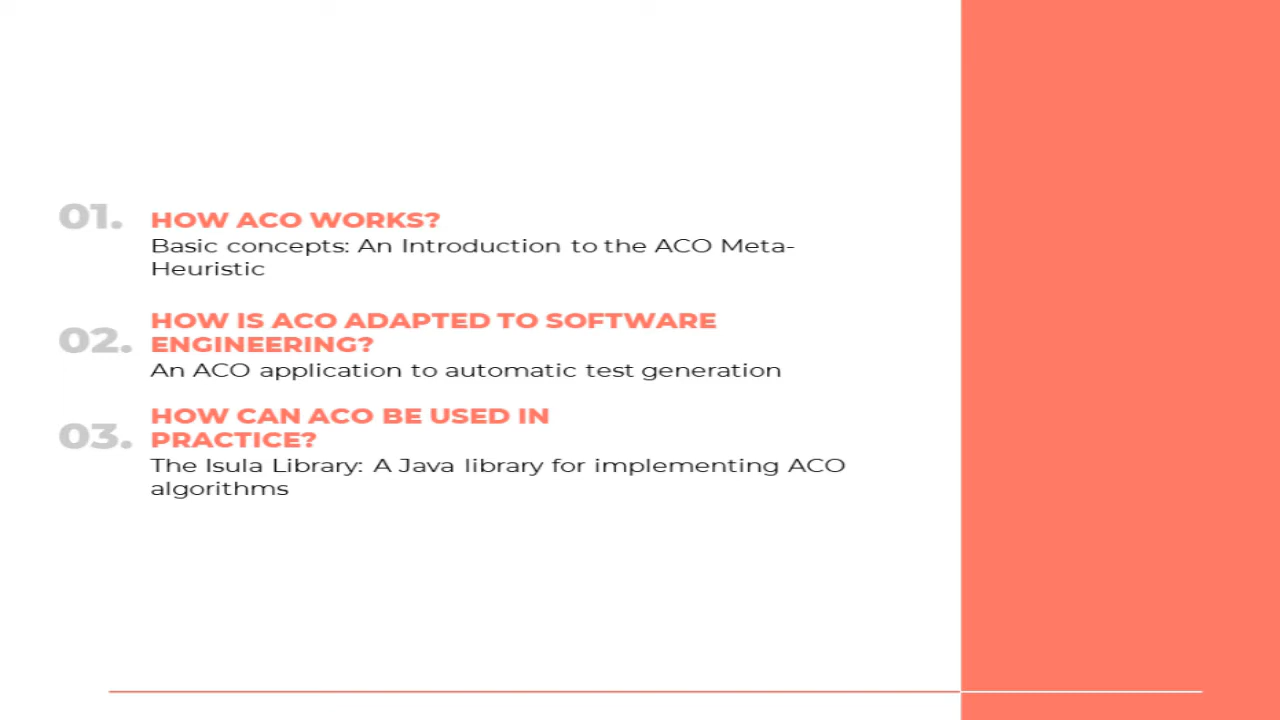 01.
HOW ACO WORKS?
Basic concepts: An Introduction to the ACO Meta-
Heuristic
02.
HOW IS ACO ADAPTED TO SOFTWARE
ENGINEERING?
An ACO application to automatic test generation
03.
HOW CAN ACO BE USED IN
PRACTICE?
The Isula Library: A Java library for implementing ACO
algorithms